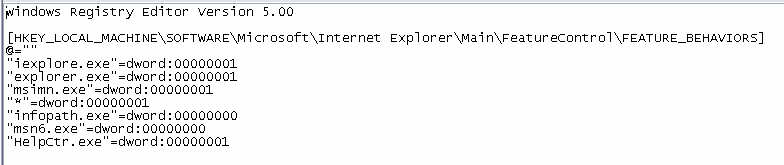 Windows Registry Editor Version 5.00
[HKEY_LOCAL_MACHINE\SOFTWARE\Microsoft\Internet Explorer\Main\FeatureControl\FEATURE_BEHAVIORS]
@=""
"iexplore.exe"=dword:00000001
"explorer.exe"=dword:00000001
"msimn.exe"=dword:00000001
"*"=dword:00000001
"infopath.exe"=dword:00000000
"msn6.exe"=dword:00000000
"HelpCtr.exe"=dword:00000001